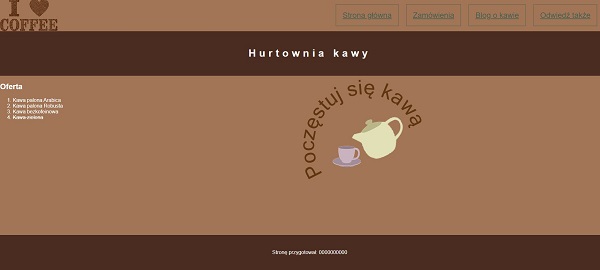 I ♥
COFFEE
Strona główna Zamówienia Blog o kawie Odwiedź także
Hurtownia kawy
Oferta
1. Kawa palona Arabica
2. Kawa palona Robusta
3. Kawa bezkofeinowa
4. Kawa zielona
Poczęstuj się kawą
Stronę przygotował: 0000000000